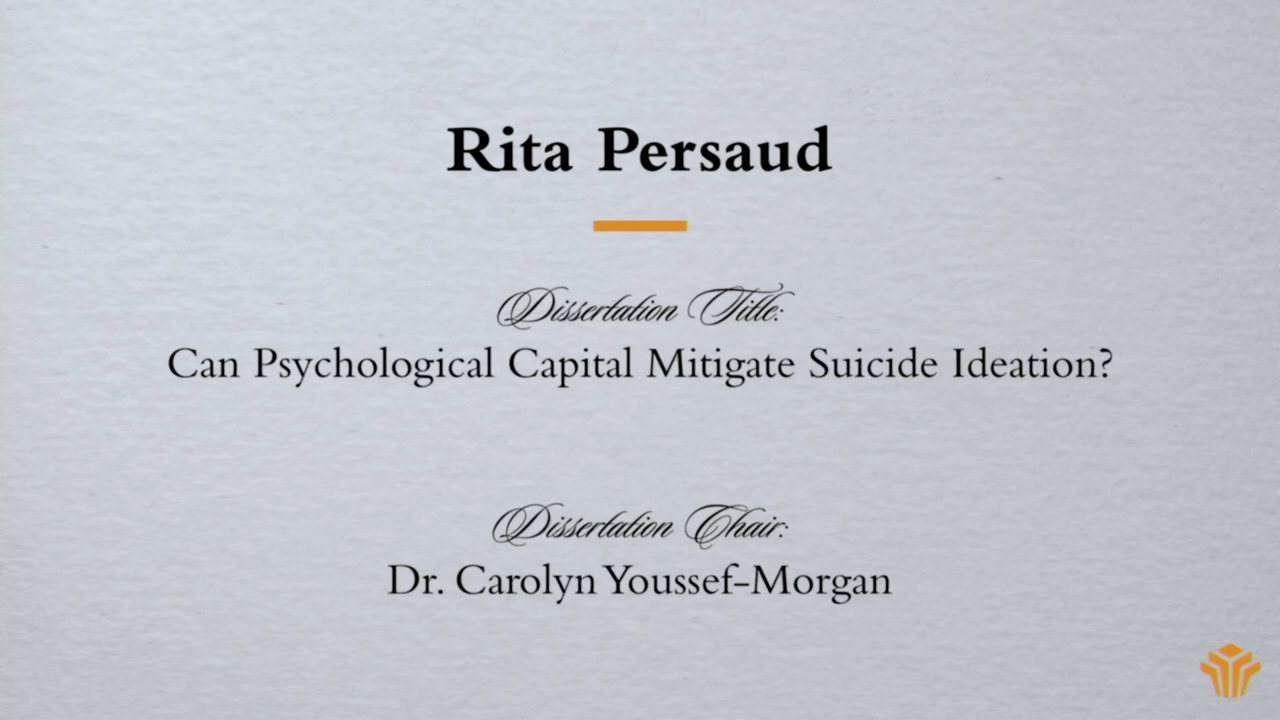 Rita Persaud
Dissertation Title:
Can Psychological Capital Mitigate Suicide Ideation?
Dissertation Chair:
Dr. Carolyn Youssef-Morgan